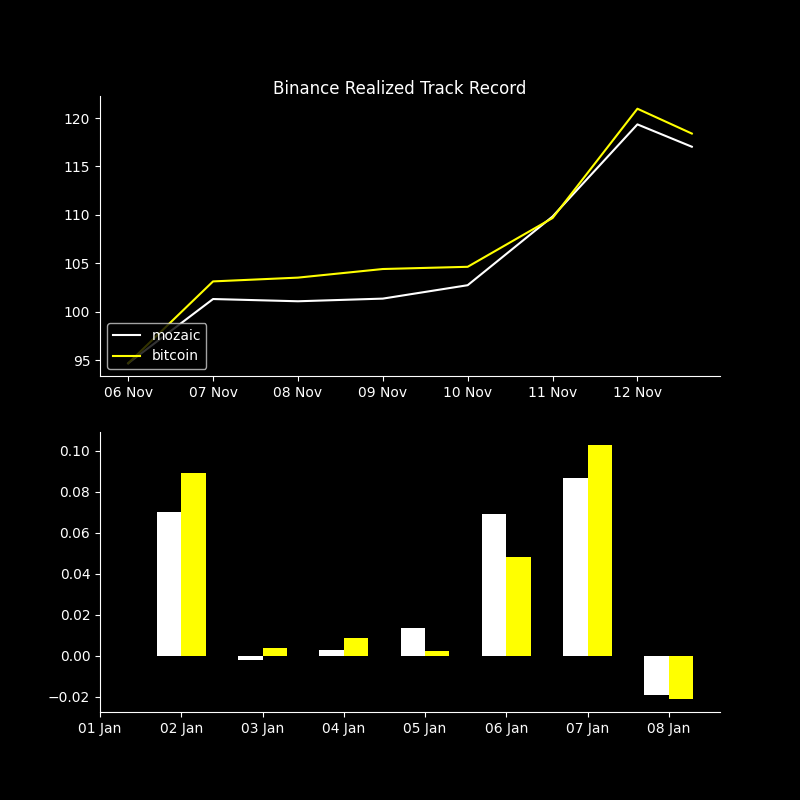 Binance Realized Track Record
120
115
110
105
100
95
mozaic
bitcoin
06 Nov 07 Nov 08 Nov 09 Nov 10 Nov 11 Nov 12 Nov
0.10
0.08
0.06
0.04
0.02
0.00
−0.02
01 Jan 02 Jan 03 Jan 04 Jan 05 Jan 06 Jan 07 Jan 08 Jan